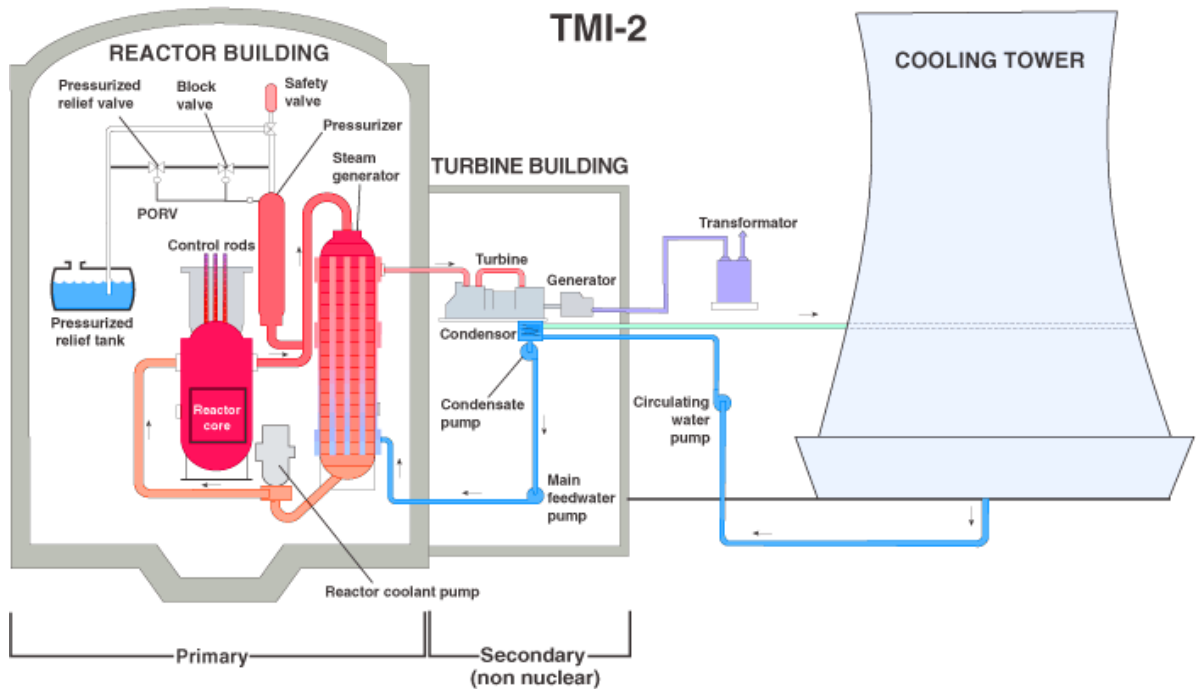 TMI-2
REACTOR BUILDING
COOLING TOWER
Pressurized
relief valve
Block
valve
Safety
valve
Pressurizer
Steam
generator
TURBINE BUILDING
PORV
Control rods
Transformator
Turbine
Generator
Pressurized
relief tank
Condensor
Reactor
core
Condensate
pump
Circulating
water
pump
Main
feedwater
pump
Reactor coolant pump
Primary
Secondary
(non nuclear)